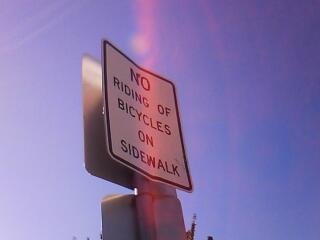 NO
RIDING OF
BICYCLES
ON
SIDEWALK